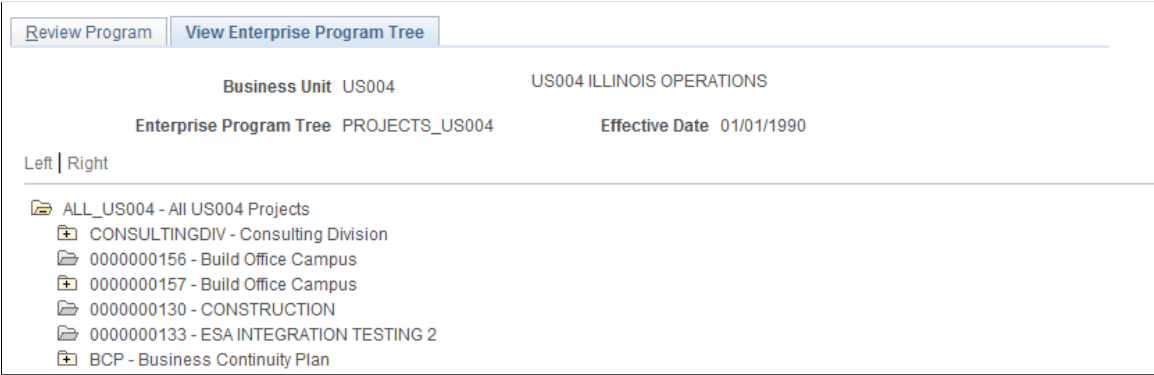 Review Program View Enterprise Program Tree
Business Unit US004 US004 ILLINOIS OPERATIONS
Enterprise Program Tree PROJECTS_US004 Effective Date 01/01/1990
Left | Right
ALL_US004 - All US004 Projects
CONSULTINGDIV - Consulting Division
0000000156 - Build Office Campus
0000000157 - Build Office Campus
0000000130 - CONSTRUCTION
0000000133 - ESA INTEGRATION TESTING 2
BCP - Business Continuity Plan